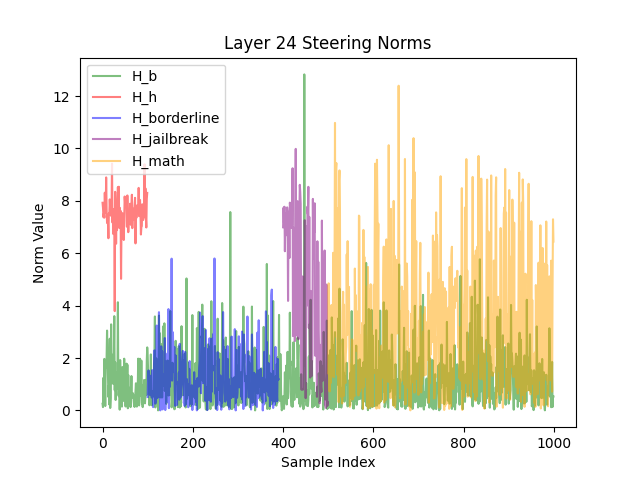 Layer 24 Steering Norms
H_b
H_h
H_borderline
H_jailbreak
H_math
12
10
8
6
4
2
0
Norm Value
0
200
400
600
800
1000
Sample Index